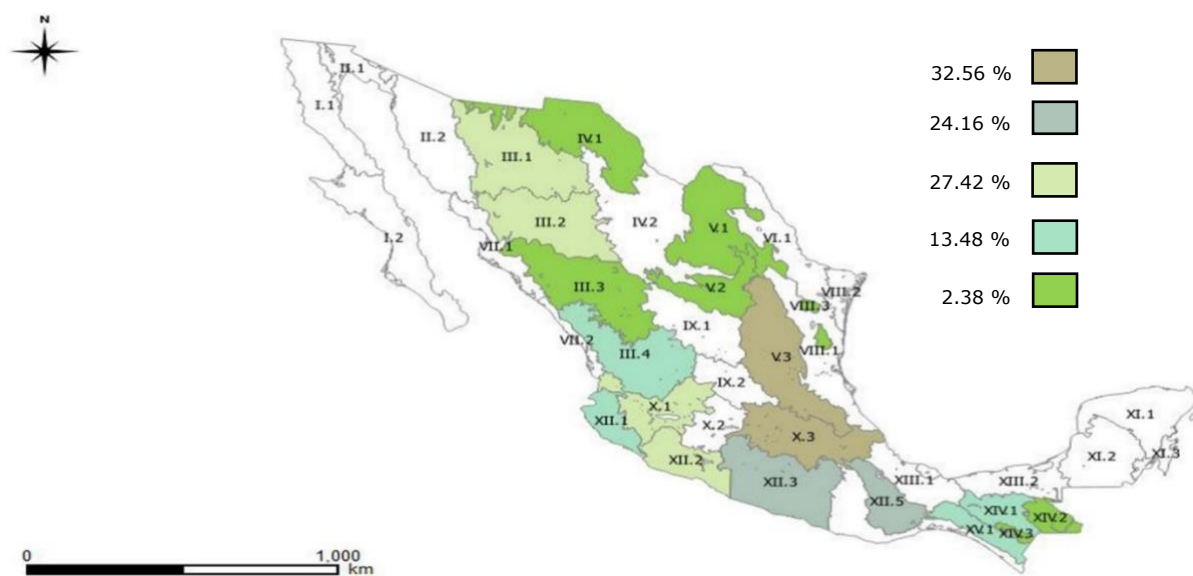 N
32.56 %
24.16 %
27.42 %
13.48 %
2.38 %
I.1
II.1
II.2
III.1
IV.1
I.2
VII.1
III.2
IV.2
V.1
VI.1
III.3
V.2
VIII.3
VIII.2
VII.2
III.4
IX.1
V.3
VIII.1
IX.2
XII.1
X.1
X.2
X.3
XII.2
XII.3
XII.5
XIII.1
XIII.2
XI.1
XI.2
XI.3
XIV.1
XIV.2
XV.1
XIV.3
0
1,000
km